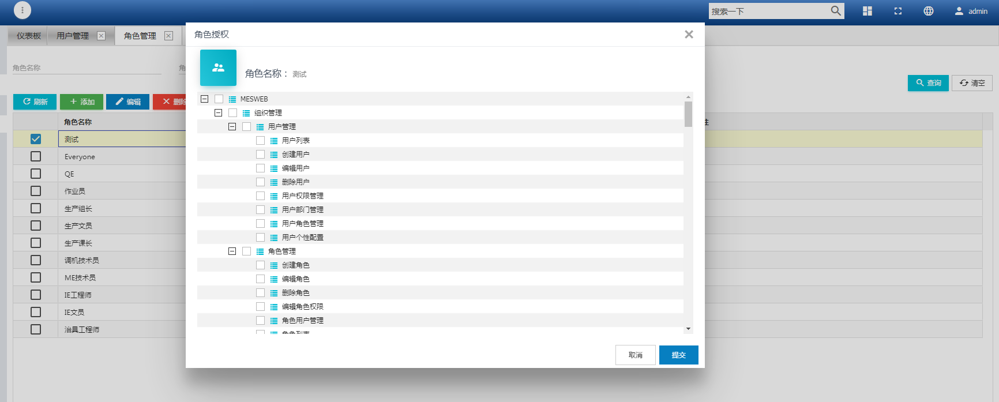 搜索一下
admin
仪表板
用户管理
角色管理
角色授权
角色名称
角
角色名称： 测试
查询
清空
刷新
添加
编辑
删除
角色名称
测试
Everyone
QE
作业员
生产组长
生产文员
生产课长
调机技术员
ME技术员
IE工程师
IE文员
治具工程师
MESWEB
组织管理
用户管理
用户列表
创建用户
编辑用户
删除用户
用户权限管理
用户部门管理
用户角色管理
用户个性配置
角色管理
创建角色
编辑角色
删除角色
编辑角色权限
角色用户管理
角色列表
取消
提交